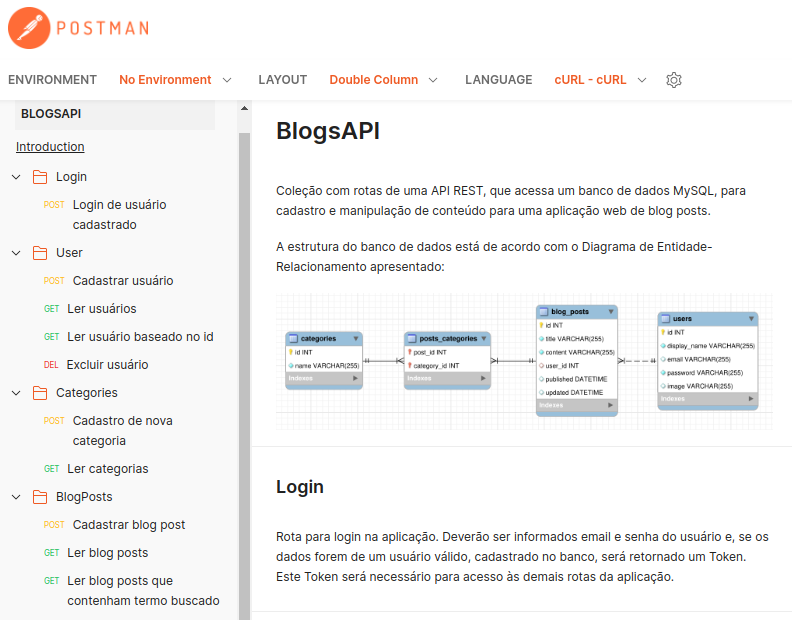 POSTMAN
ENVIRONMENT No Environment LAYOUT Double Column LANGUAGE cURL - cURL
BLOGSAPI
Introduction
Login
POST Login de usuário
cadastrado
User
POST Cadastrar usuário
GET Ler usuários
GET Ler usuário baseado no id
DEL Excluir usuário
Categories
POST Cadastro de nova
categoria
GET Ler categorias
BlogPosts
POST Cadastrar blog post
GET Ler blog posts
GET Ler blog posts que
contenham termo buscado
BlogsAPI
Coleção com rotas de uma API REST, que acessa um banco de dados MySQL, para
cadastro e manipulação de conteúdo para uma aplicação web de blog posts.
A estrutura do banco de dados está de acordo com o Diagrama de Entidade-
Relacionamento apresentado:
categories
id INT
name VARCHAR(255)
Indexes
posts_categories
post_id INT
category_id INT
Indexes
blog_posts
id INT
title VARCHAR(255)
content VARCHAR(255)
user_id INT
published DATETIME
updated DATETIME
Indexes
users
id INT
display_name VARCHAR(255)
email VARCHAR(255)
password VARCHAR(255)
image VARCHAR(255)
Indexes
Login
Rota para login na aplicação. Deverão ser informados email e senha do usuário e, se os
dados forem de um usuário válido, cadastrado no banco, será retornado um Token.
Este Token será necessário para acesso às demais rotas da aplicação.